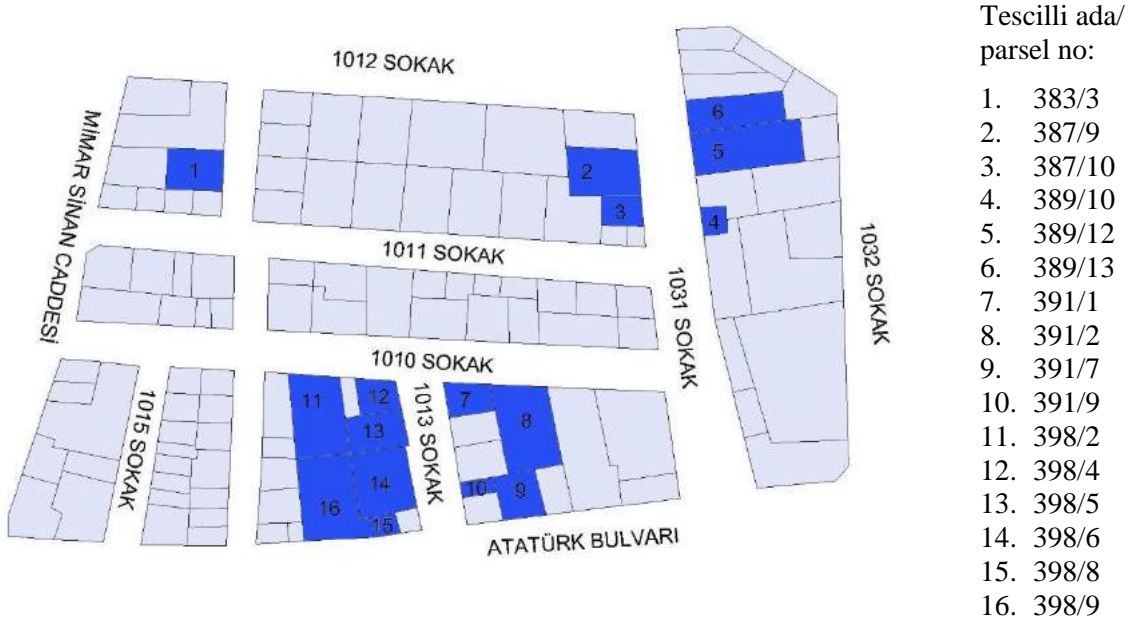 1012 SOKAK
MİMAR SİNAN CADDESİ
1
2
3
6
5
4
1011 SOKAK
1031 SOKAK
1032 SOKAK
1010 SOKAK
1015 SOKAK
11
12
13
14
16
15
1013 SOKAK
7
8
10
9
ATATÜRK BULVARI
Tescilli ada/
parsel no:
1. 383/3
2. 387/9
3. 387/10
4. 389/10
5. 389/12
6. 389/13
7. 391/1
8. 391/2
9. 391/7
10. 391/9
11. 398/2
12. 398/4
13. 398/5
14. 398/6
15. 398/8
16. 398/9